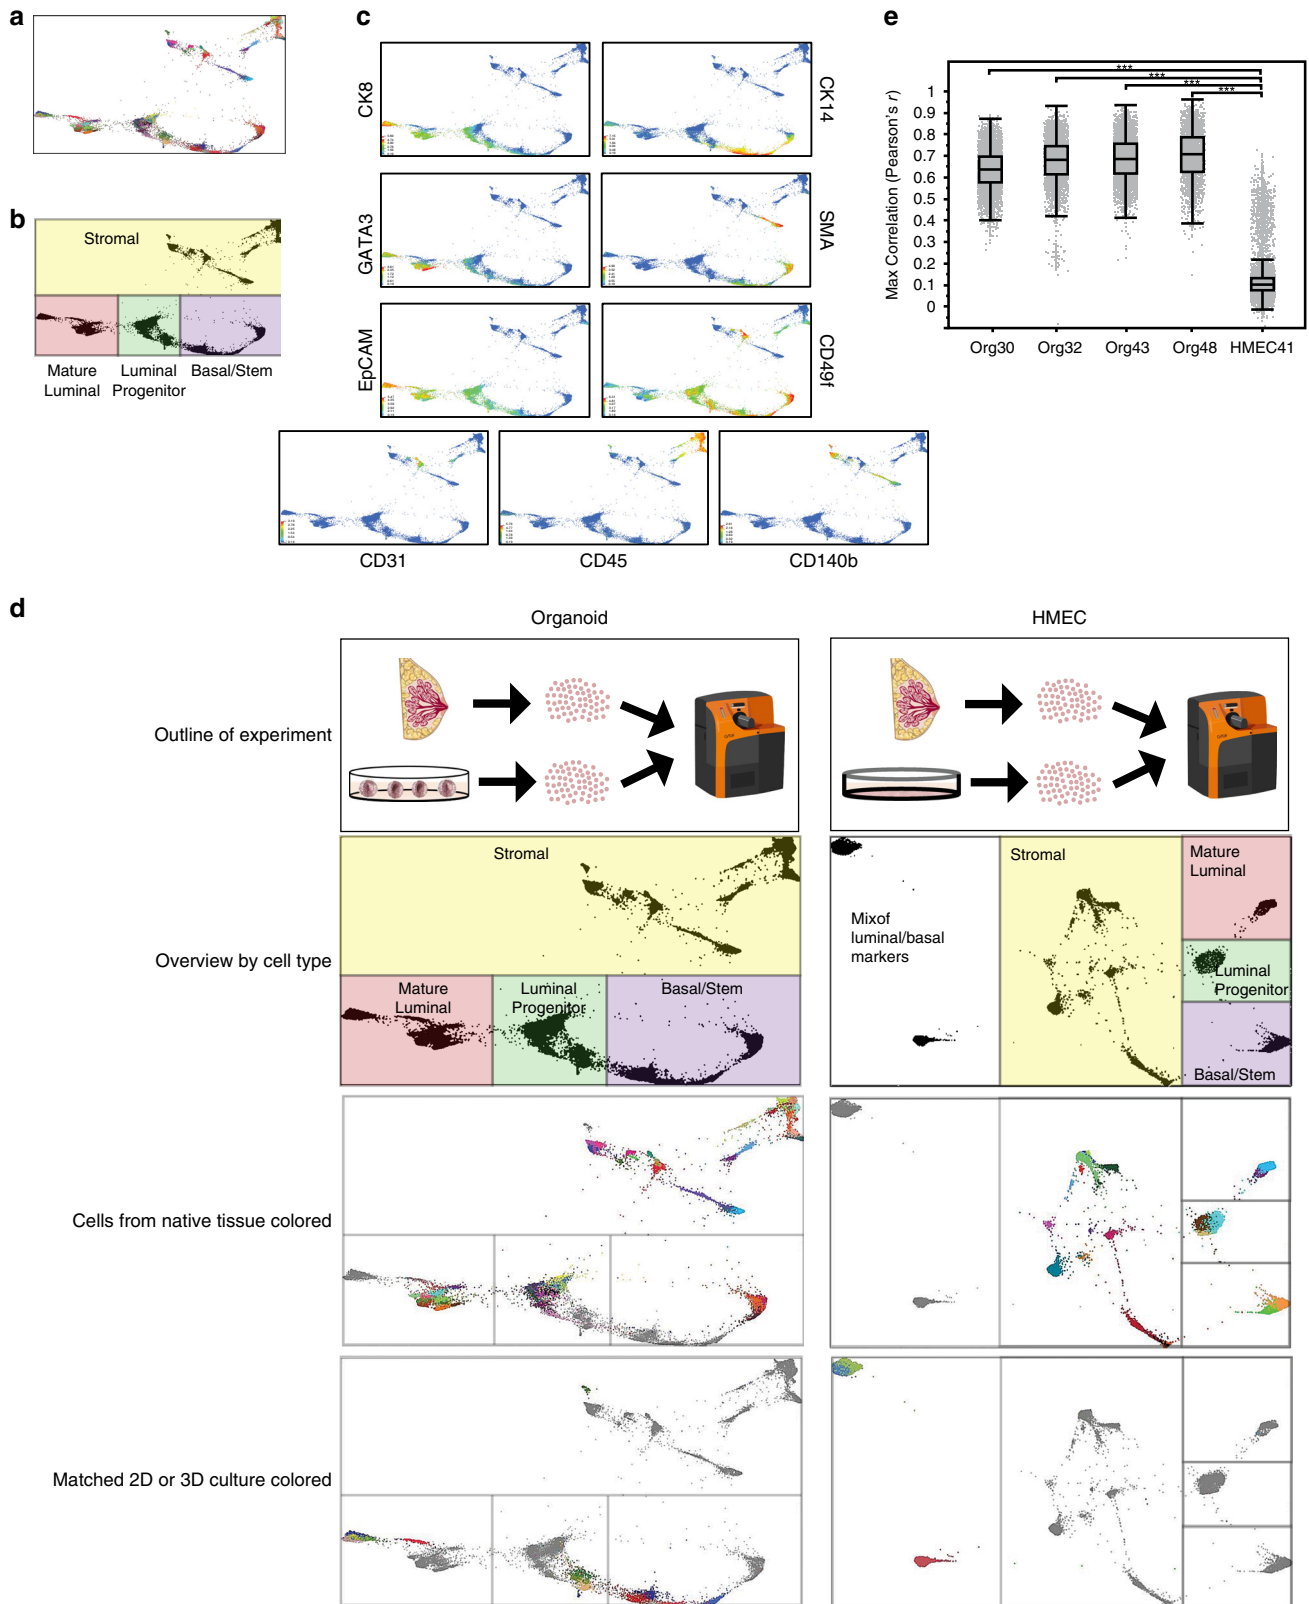 a
b
Stromal
Mature
Luminal
Luminal
Progenitor
Basal/Stem
c
CK8
CK14
GATA3
SMA
EpCAM
CD49f
CD31
CD45
CD140b
e
Max Correlation (Pearson's r)
1
0.9
0.8
0.7
0.6
0.5
0.4
0.3
0.2
0.1
0
***
***
***
***
Org30
Org32
Org43
Org48
HMEC41
d
Organoid
HMEC
Outline of experiment
Overview by cell type
Stromal
Mature
Luminal
Luminal
Progenitor
Basal/Stem
Mixof
luminal/basal
markers
Stromal
Mature
Luminal
Luminal
Progenitor
Basal/Stem
Cells from native tissue colored
Matched 2D or 3D culture colored